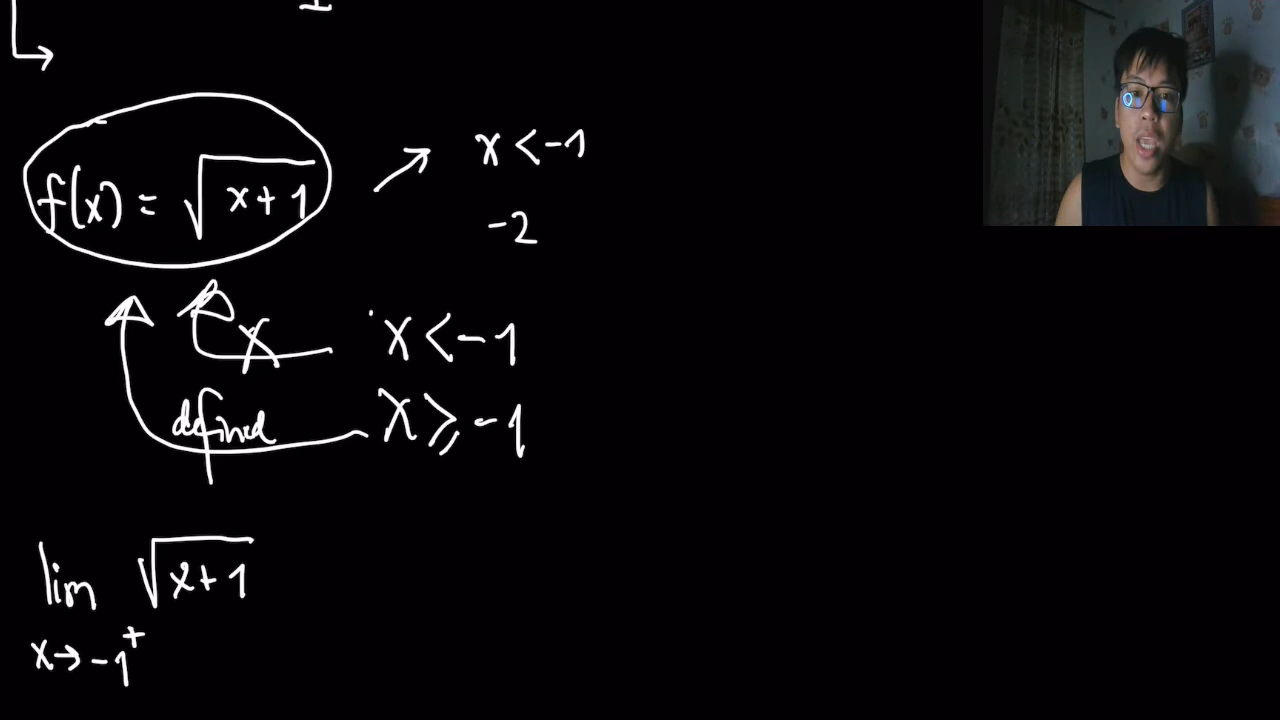 f(x) = √x+1
x < -1
-2
x < -1
x ≥ -1
defined
lim √x+1
x → -1⁺